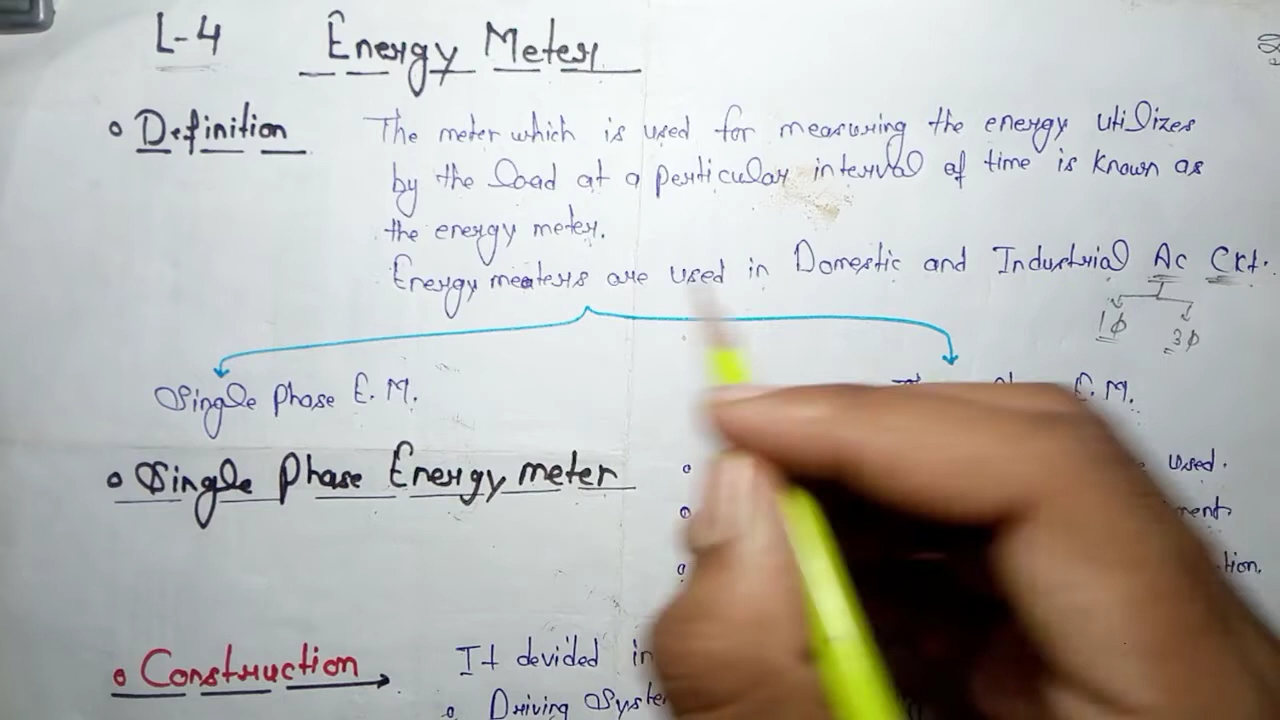 L-4 Energy Meter
Definition The meter which is used for measuring the energy utilizes
by the load at a perticular interval of time is known as
the energy meter.
Energy meaters are used in Domestic and Industrial Ac Ckt.
1ϕ 3ϕ
Single Phase E.M. E.M.
Single Phase Energy meter used.
Construction It devided in
Driving